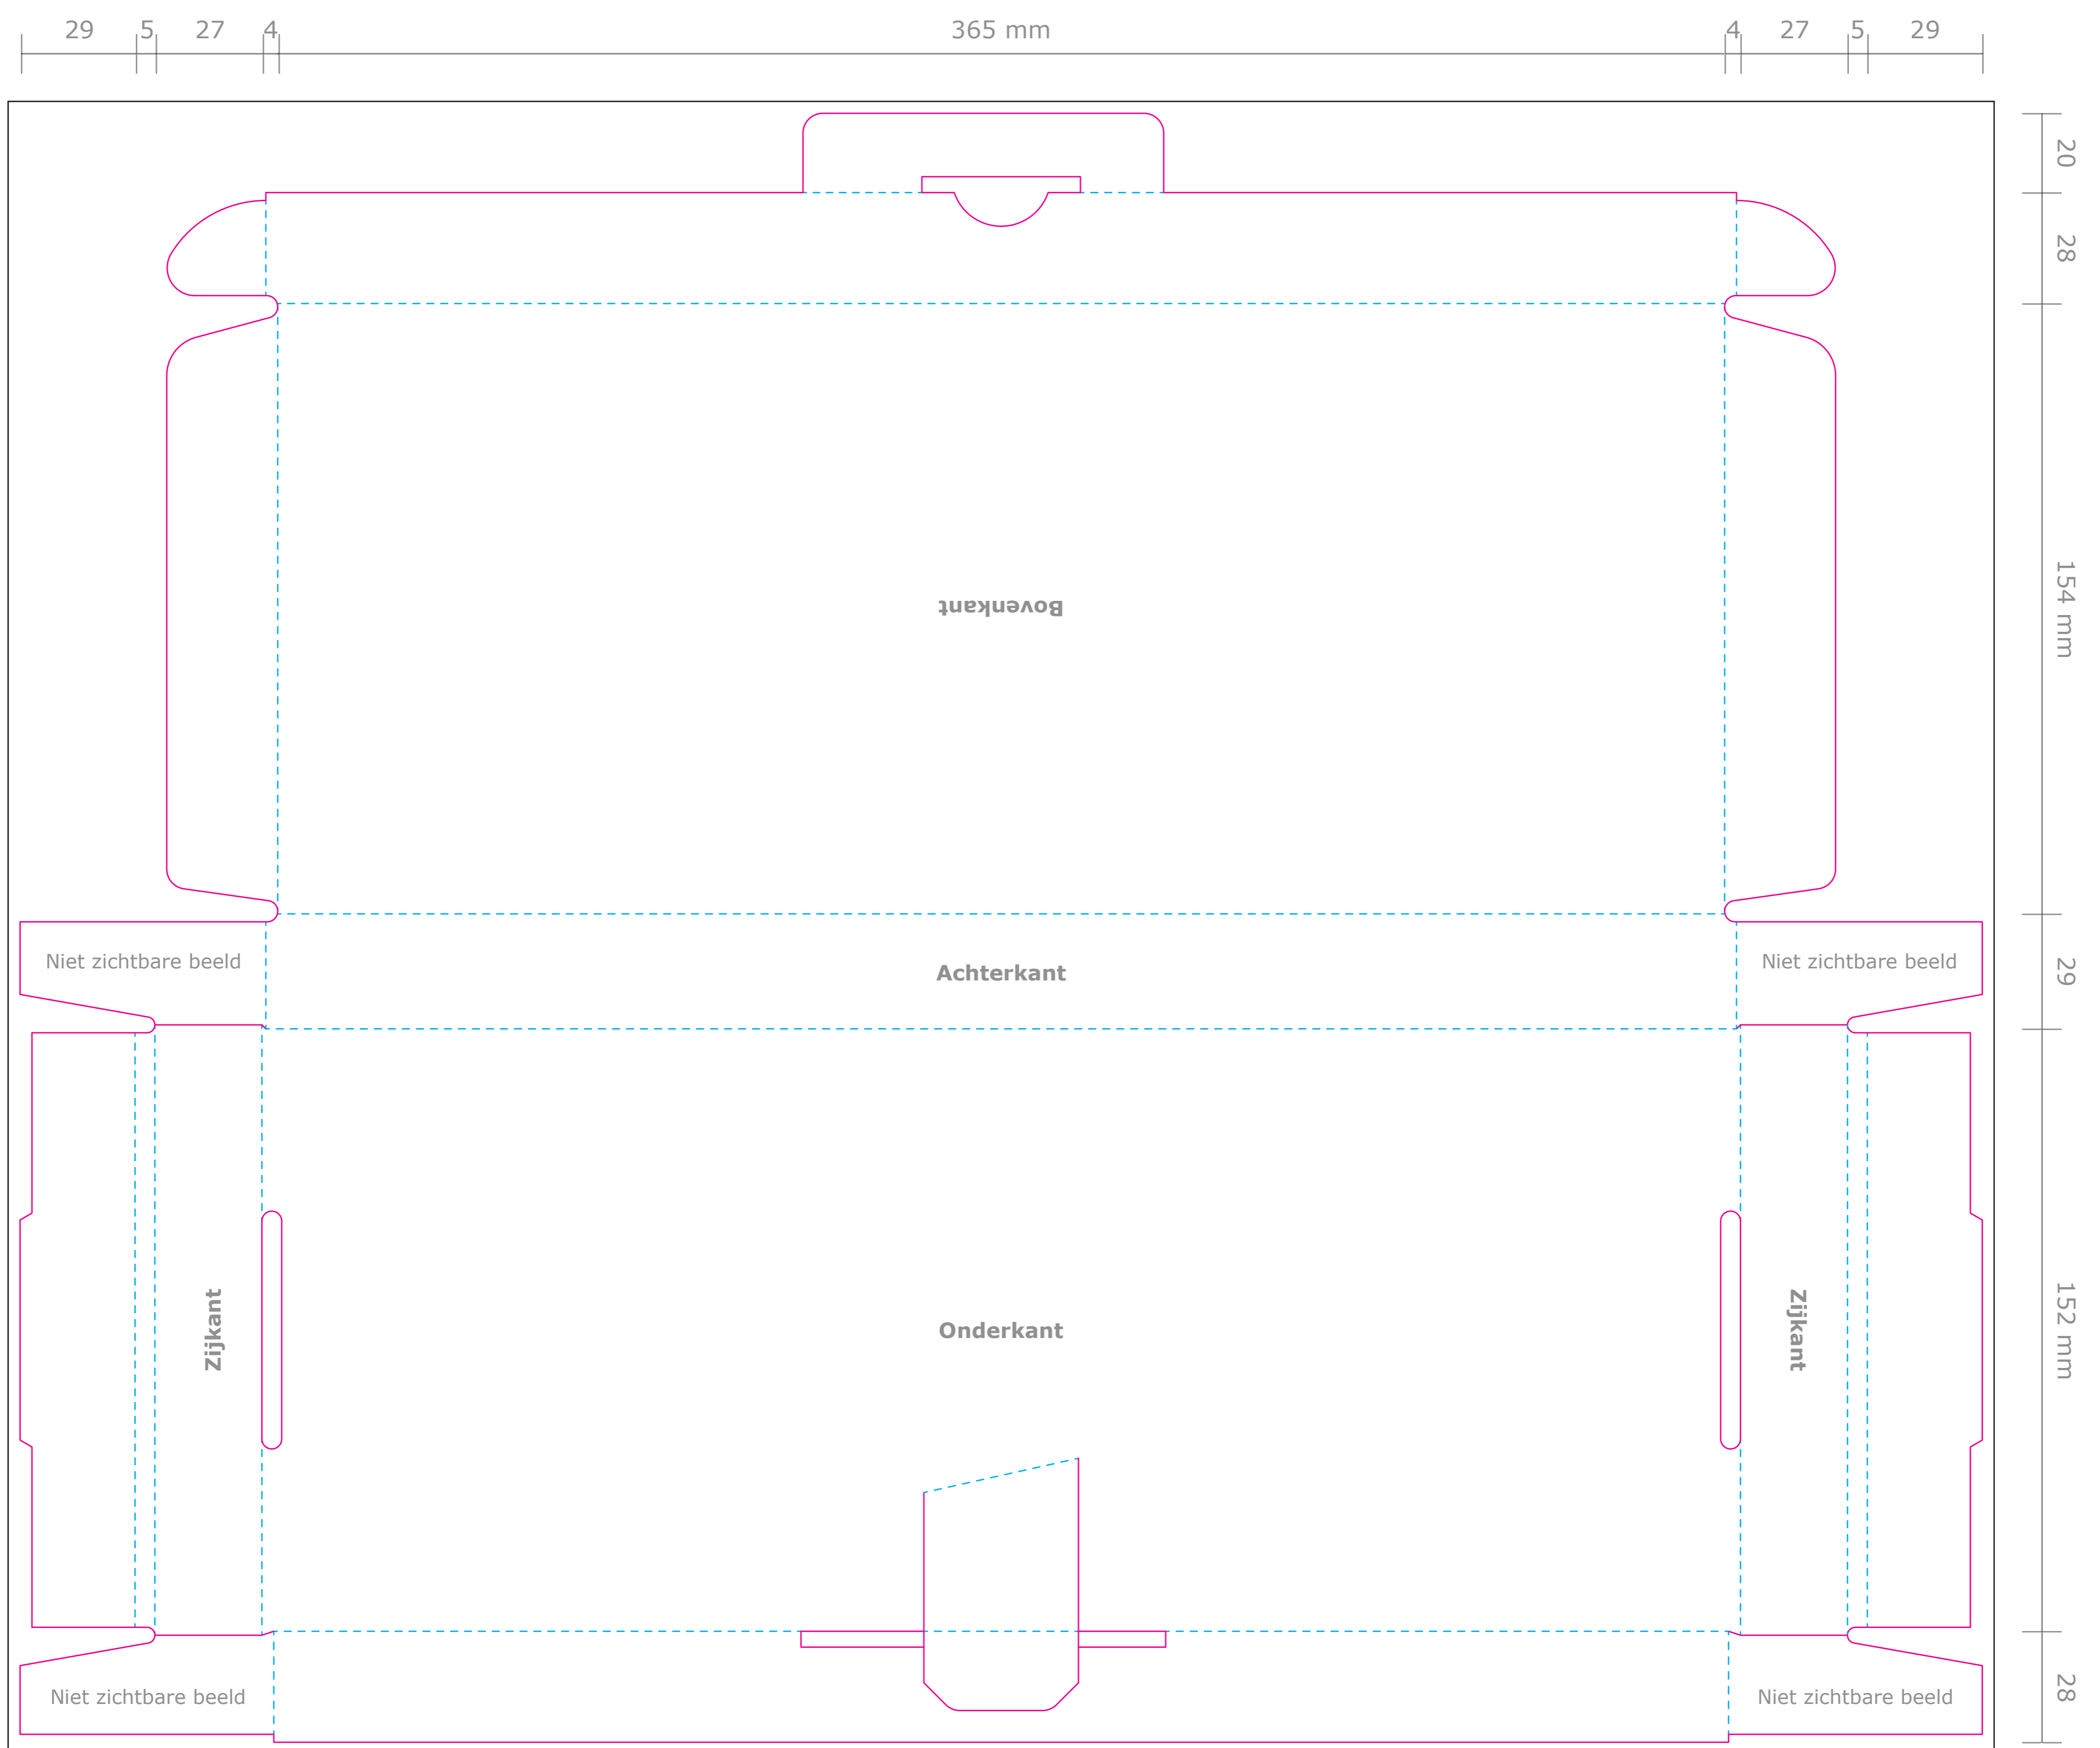 29 5 27 4 365 mm 4 27 5 29
20
28
154 mm
Bovenkant
Niet zichtbare beeld
Achterkant
Niet zichtbare beeld
29
Zijkant
Onderkant
Zijkant
152 mm
Niet zichtbare beeld
Niet zichtbare beeld
28